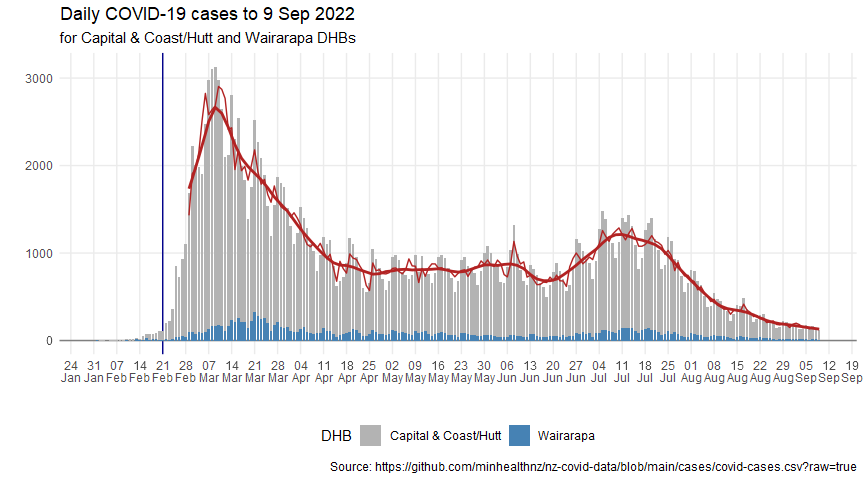 Daily COVID-19 cases to 9 Sep 2022
for Capital & Coast/Hutt and Wairarapa DHBs
3000
2000
1000
0
24 31 07 14 21 28 07 14 21 28 04 11 18 25 02 09 16 23 30 06 13 20 27 04 11 18 25 01 08 15 22 29 05 12 19
Jan Jan Feb Feb Feb Feb Mar Mar Mar Mar Apr Apr Apr Apr May May May May May Jun Jun Jun Jun Jul Jul Jul Jul Aug Aug Aug Aug Aug Sep Sep Sep
DHB Capital & Coast/Hutt Wairarapa
Source: https://github.com/minhealthnz/nz-covid-data/blob/main/cases/covid-cases.csv?raw=true